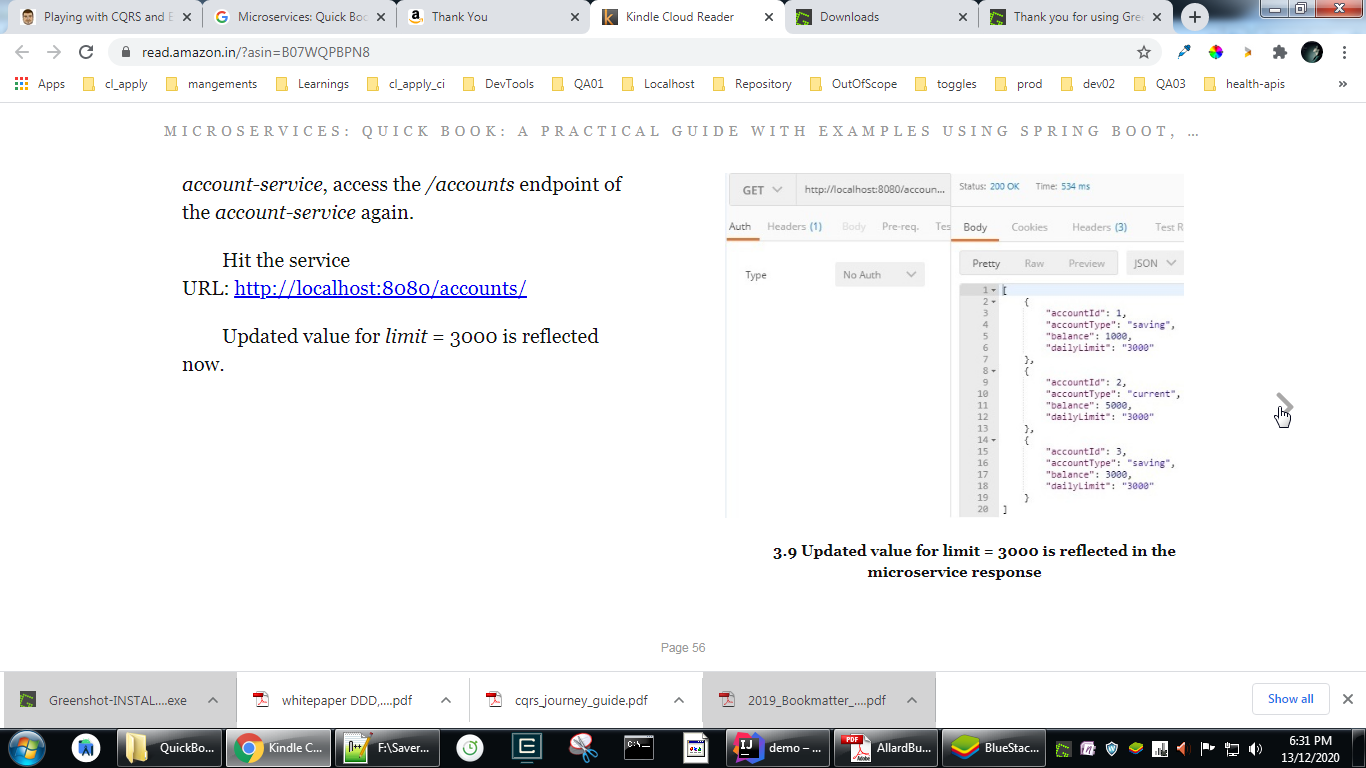 Playing with CQRS and E
Microservices: Quick Boo
Thank You
Kindle Cloud Reader
Downloads
Thank you for using Gre
read.amazon.in/?asin=B07WQPBPN8
Apps
cl_apply
mangements
Learnings
cl_apply_ci
DevTools
QA01
Localhost
Repository
OutOfScope
toggles
prod
dev02
QA03
health-apis
»
MICROSERVICES: QUICK BOOK: A PRACTICAL GUIDE WITH EXAMPLES USING SPRING BOOT, ...
account-service, access the /accounts endpoint of
the account-service again.
Hit the service
URL: http://localhost:8080/accounts/
Updated value for limit = 3000 is reflected
now.
GET
http://localhost:8080/accoun...
Status: 200 OK Time: 534 ms
Auth Headers (1) Body Pre-req. Tes
Body Cookies Headers (3) Test R
Type
No Auth
Pretty Raw Preview JSON
1 [
2 {
3 "accountId": 1,
4 "accountType": "saving",
5 "balance": 1000,
6 "dailyLimit": "3000"
7 },
8 {
9 "accountId": 2,
10 "accountType": "current",
11 "balance": 5000,
12 "dailyLimit": "3000"
13 },
14 {
15 "accountId": 3,
16 "accountType": "saving",
17 "balance": 3000,
18 "dailyLimit": "3000"
19 }
20 ]
3.9 Updated value for limit = 3000 is reflected in the
microservice response
Page 56
Greenshot-INSTAL....exe
whitepaper DDD,....pdf
cqrs_journey_guide.pdf
2019_Bookmatter_....pdf
Show all
QuickBo...
Kindle C...
F:\Saver...
demo – ...
AllardBu...
BlueStac...
6:31 PM
13/12/2020